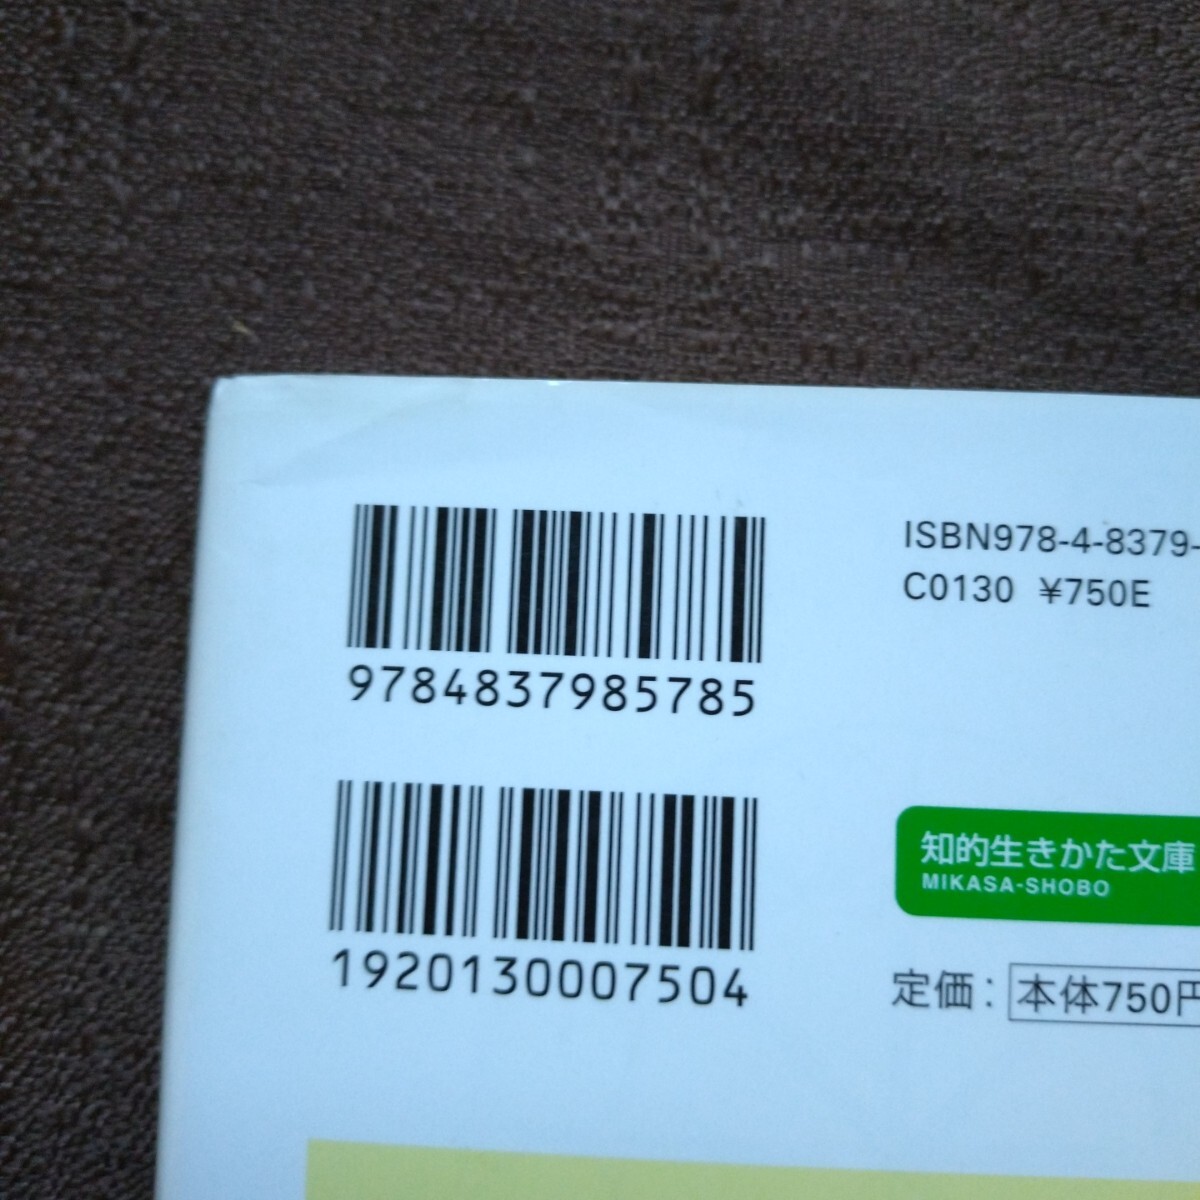 9784837985785
1920130007504
ISBN978-4-8379-
C0130 ¥750E
知的生きかた文庫
MIKASA-SHOBO
定価：本体750円